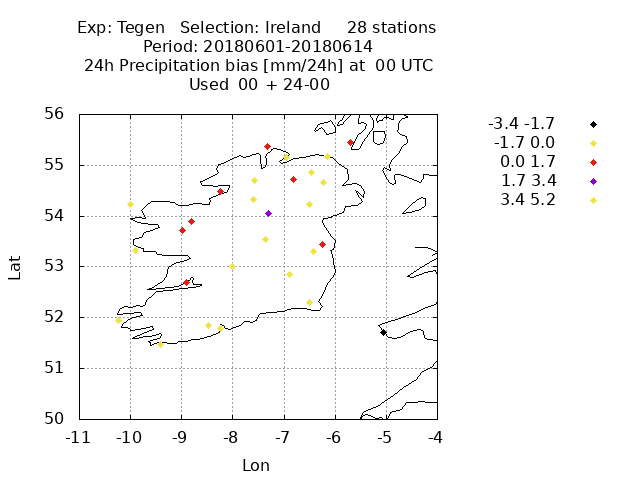 Exp: Tegen   Selection: Ireland     28 stations
Period: 20180601-20180614
24h Precipitation bias [mm/24h] at  00 UTC
Used  00 + 24-00
56
55
54
53
52
51
50
-11 -10 -9 -8 -7 -6 -5 -4
Lat
Lon
-3.4 -1.7
-1.7 0.0
0.0 1.7
1.7 3.4
3.4 5.2